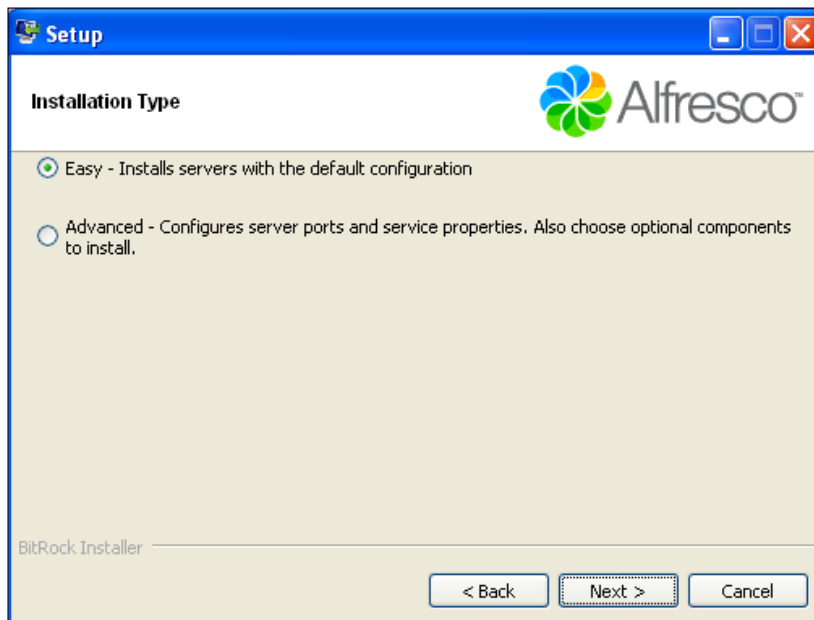 Setup
Installation Type
Alfresco™
Easy - Installs servers with the default configuration
Advanced - Configures server ports and service properties. Also choose optional components
to install.
BitRock Installer
< Back
Next >
Cancel